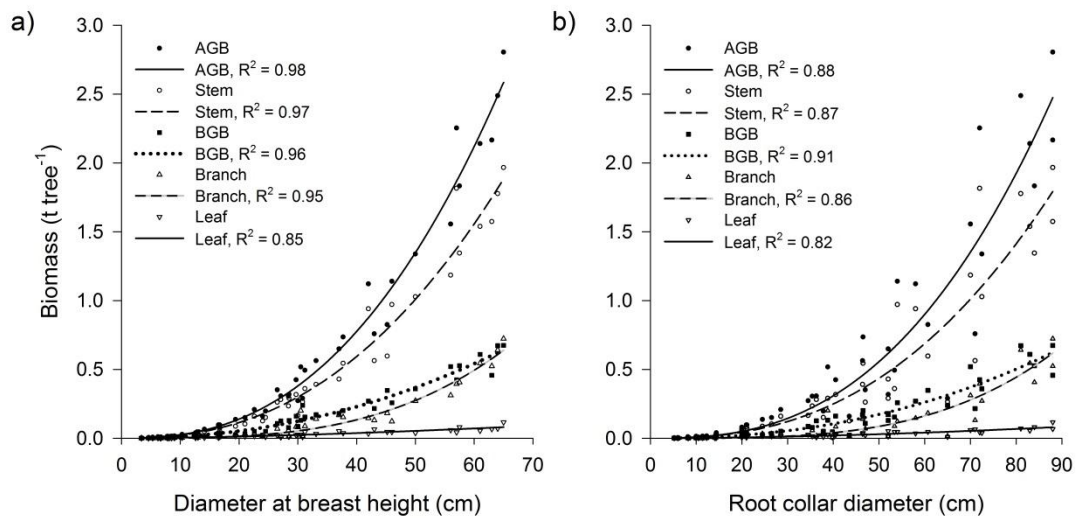 a)
3.0
2.5
2.0
1.5
1.0
0.5
0.0
Biomass (t tree⁻¹)
AGB
AGB, R² = 0.98
Stem
Stem, R² = 0.97
BGB
BGB, R² = 0.96
Branch
Branch, R² = 0.95
Leaf
Leaf, R² = 0.85
0 10 20 30 40 50 60 70
Diameter at breast height (cm)
b)
3.0
2.5
2.0
1.5
1.0
0.5
0.0
AGB
AGB, R² = 0.88
Stem
Stem, R² = 0.87
BGB
BGB, R² = 0.91
Branch
Branch, R² = 0.86
Leaf
Leaf, R² = 0.82
0 10 20 30 40 50 60 70 80 90
Root collar diameter (cm)